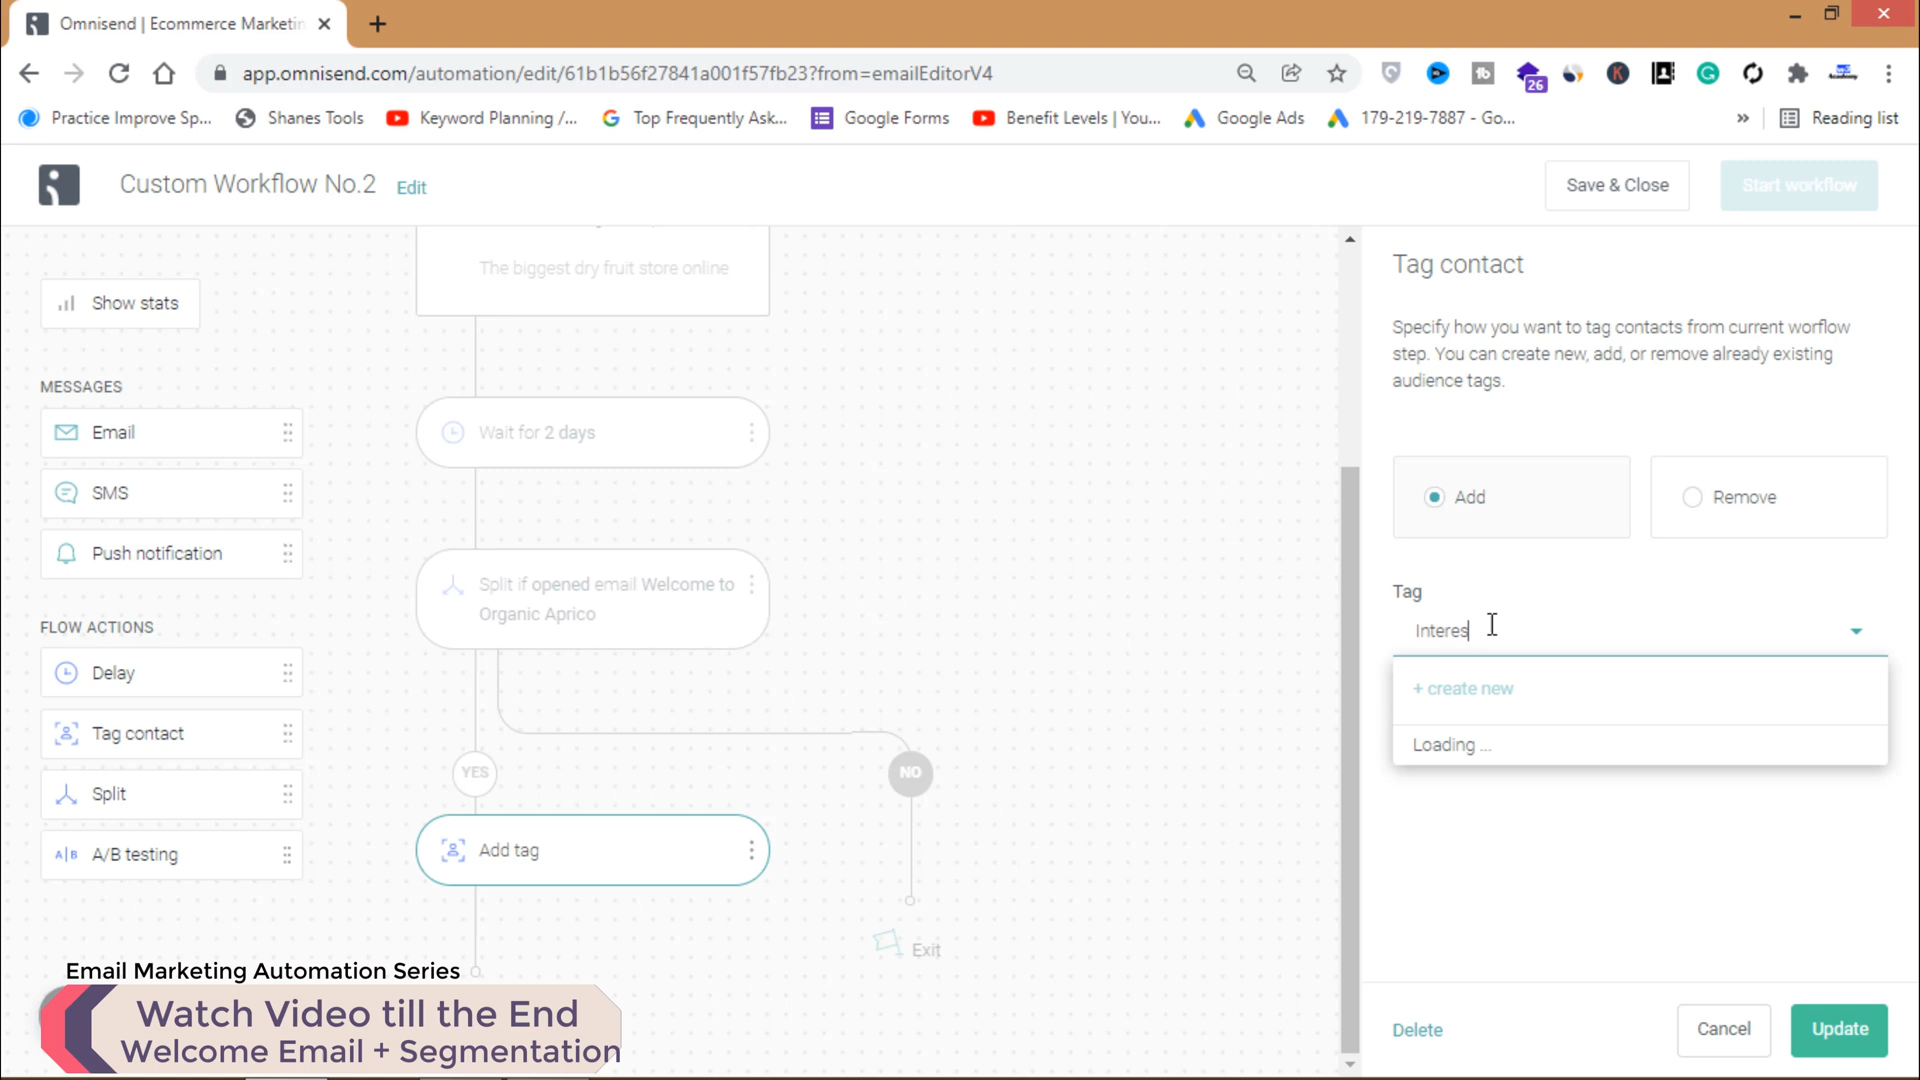 Omnisend | Ecommerce Marketin
app.omnisend.com/automation/edit/61b1b56f27841a001f57fb23?from=emailEditorV4
26
Practice Improve Sp...
Shanes Tools
Keyword Planning /...
Top Frequently Ask...
Google Forms
Benefit Levels | You...
Google Ads
179-219-7887 - Go...
»
Reading list
Custom Workflow No.2
Edit
Save & Close
Start workflow
Show stats
MESSAGES
Email
SMS
Push notification
FLOW ACTIONS
Delay
Tag contact
Split
A|B A/B testing
The biggest dry fruit store online
Wait for 2 days
Split if opened email Welcome to
Organic Aprico
YES
NO
Add tag
Exit
Tag contact
Specify how you want to tag contacts from current worflow
step. You can create new, add, or remove already existing
audience tags.
Add
Remove
Tag
Interes
+ create new
Loading ...
Delete
Cancel
Update
Email Marketing Automation Series
Watch Video till the End
Welcome Email + Segmentation